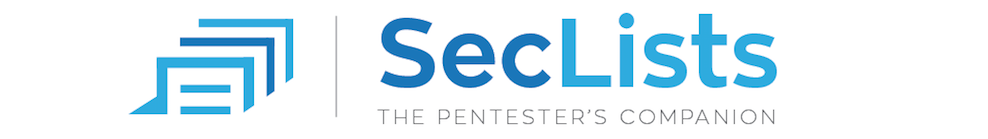 SecLists
THE PENTESTER'S COMPANION